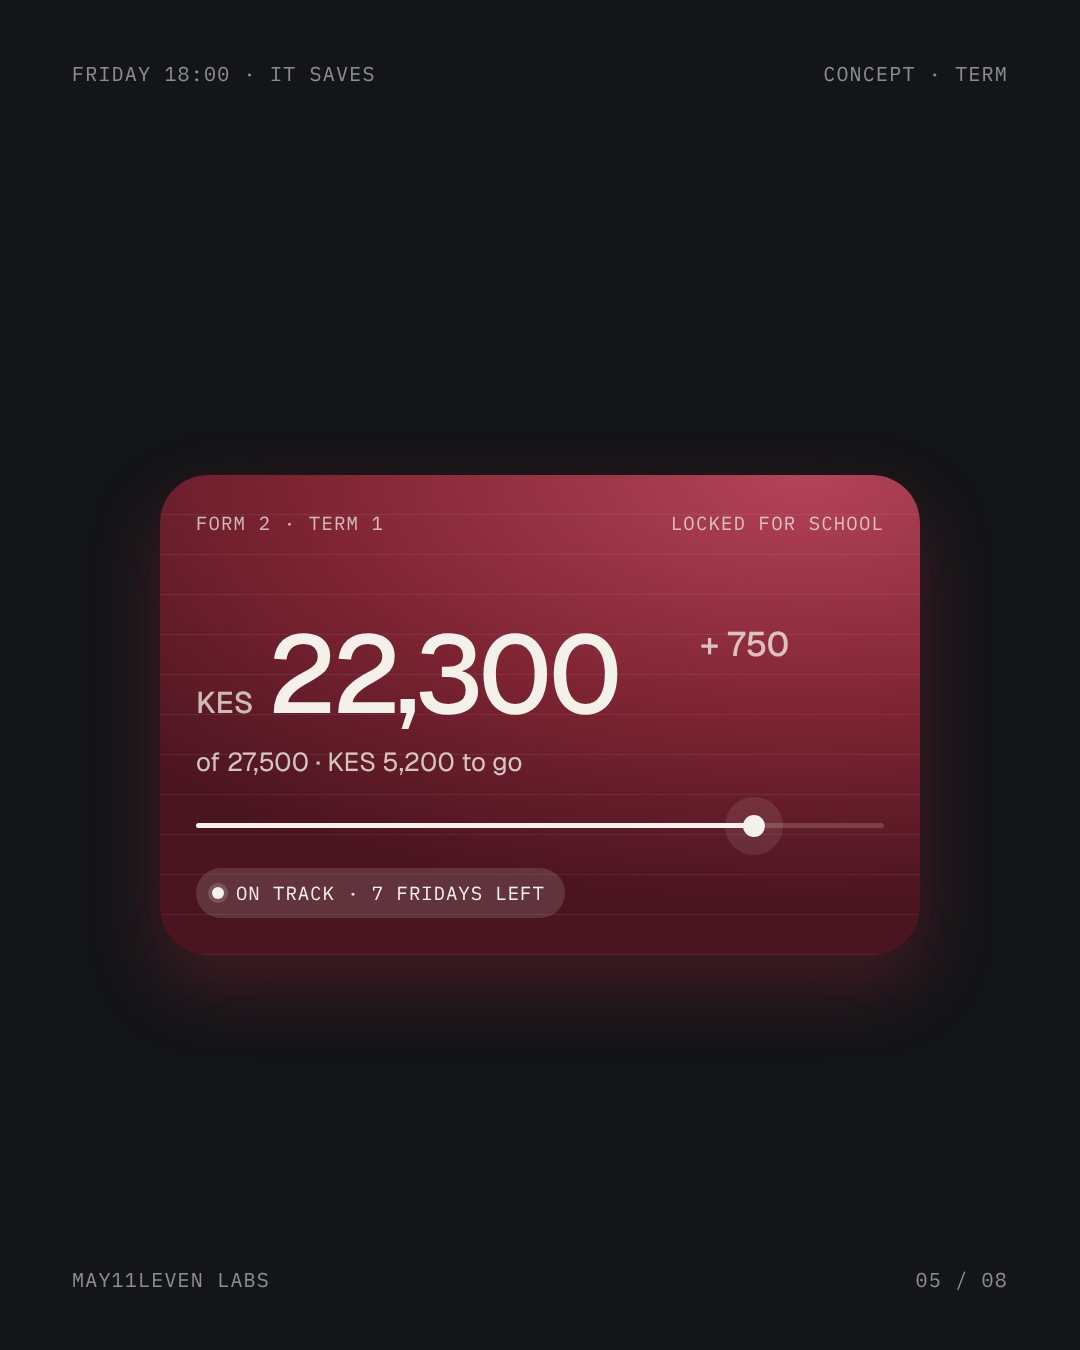 FRIDAY 18:00 · IT SAVES
CONCEPT · TERM
FORM 2 · TERM 1
LOCKED FOR SCHOOL
+ 750
KES 22,300
of 27,500 · KES 5,200 to go
ON TRACK · 7 FRIDAYS LEFT
MAY11LEVEN LABS
05 / 08